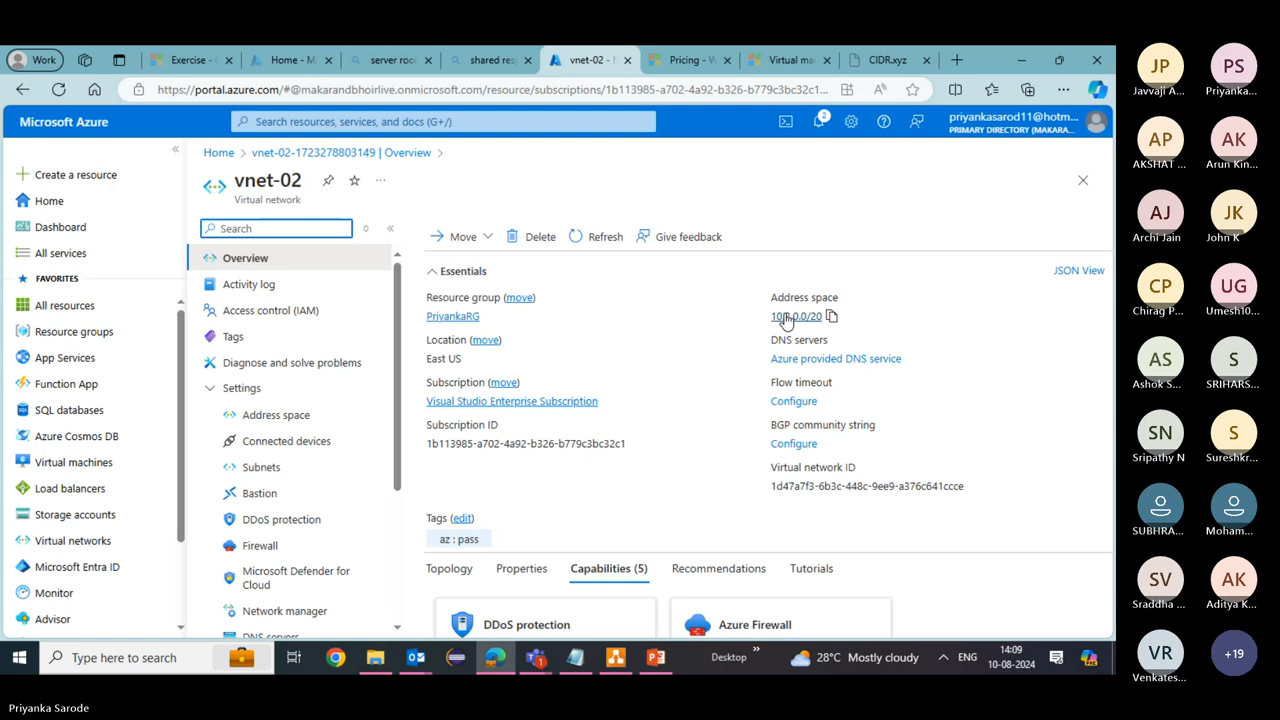 Work
Exercise -
Home - M
server roo
shared res
vnet-02 -
Pricing - V
Virtual ma
CIDR.xyz
https://portal.azure.com/#@makarandbhoirlive.onmicrosoft.com/resource/subscriptions/1b113985-a702-4a92-b326-b779c3bc32c1...
Microsoft Azure
Search resources, services, and docs (G+/)
2
priyankasarod11@hotm...
PRIMARY DIRECTORY (MAKARA...
Create a resource
Home
Dashboard
All services
FAVORITES
All resources
Resource groups
App Services
Function App
SQL databases
Azure Cosmos DB
Virtual machines
Load balancers
Storage accounts
Virtual networks
Microsoft Entra ID
Monitor
Advisor
Home > vnet-02-1723278803149 | Overview >
vnet-02
Virtual network
Search
Overview
Activity log
Access control (IAM)
Tags
Diagnose and solve problems
Settings
Address space
Connected devices
Subnets
Bastion
DDoS protection
Firewall
Microsoft Defender for
Cloud
Network manager
DNS servers
Move
Delete
Refresh
Give feedback
Essentials
JSON View
Resource group (move)
PriyankaRG
Location (move)
East US
Subscription (move)
Visual Studio Enterprise Subscription
Subscription ID
1b113985-a702-4a92-b326-b779c3bc32c1
Address space
DNS servers
Azure provided DNS service
Flow timeout
Configure
BGP community string
Configure
Virtual network ID
1d47a7f3-6b3c-448c-9ee9-a376c641ccce
Tags (edit)
az : pass
Topology
Properties
Capabilities (5)
Recommendations
Tutorials
DDoS protection
Azure Firewall
Type here to search
Desktop
28°C Mostly cloudy
ENG
14:09
10-08-2024
JP
Javvaji A...
PS
Priyanka...
AP
AKSHAT ...
AK
Arun Kin...
AJ
Archi Jain
JK
John K
CP
Chirag P...
UG
Umesh10...
AS
Ashok S...
S
SRIHARS...
SN
Sripathy N
S
Sureshkr...
SUBHRA...
Moham...
SV
Sraddha ...
AK
Aditya K...
VR
Venkates...
+19
Priyanka Sarode